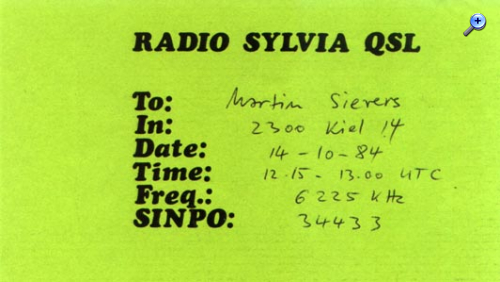 RADIO SYLVIA QSL
To: Martin Sievers
In: 2300 Kiel 14
Date: 14-10-84
Time: 12.15 - 13.00 UTC
Freq.: 6225 kHz
SINPO: 34433